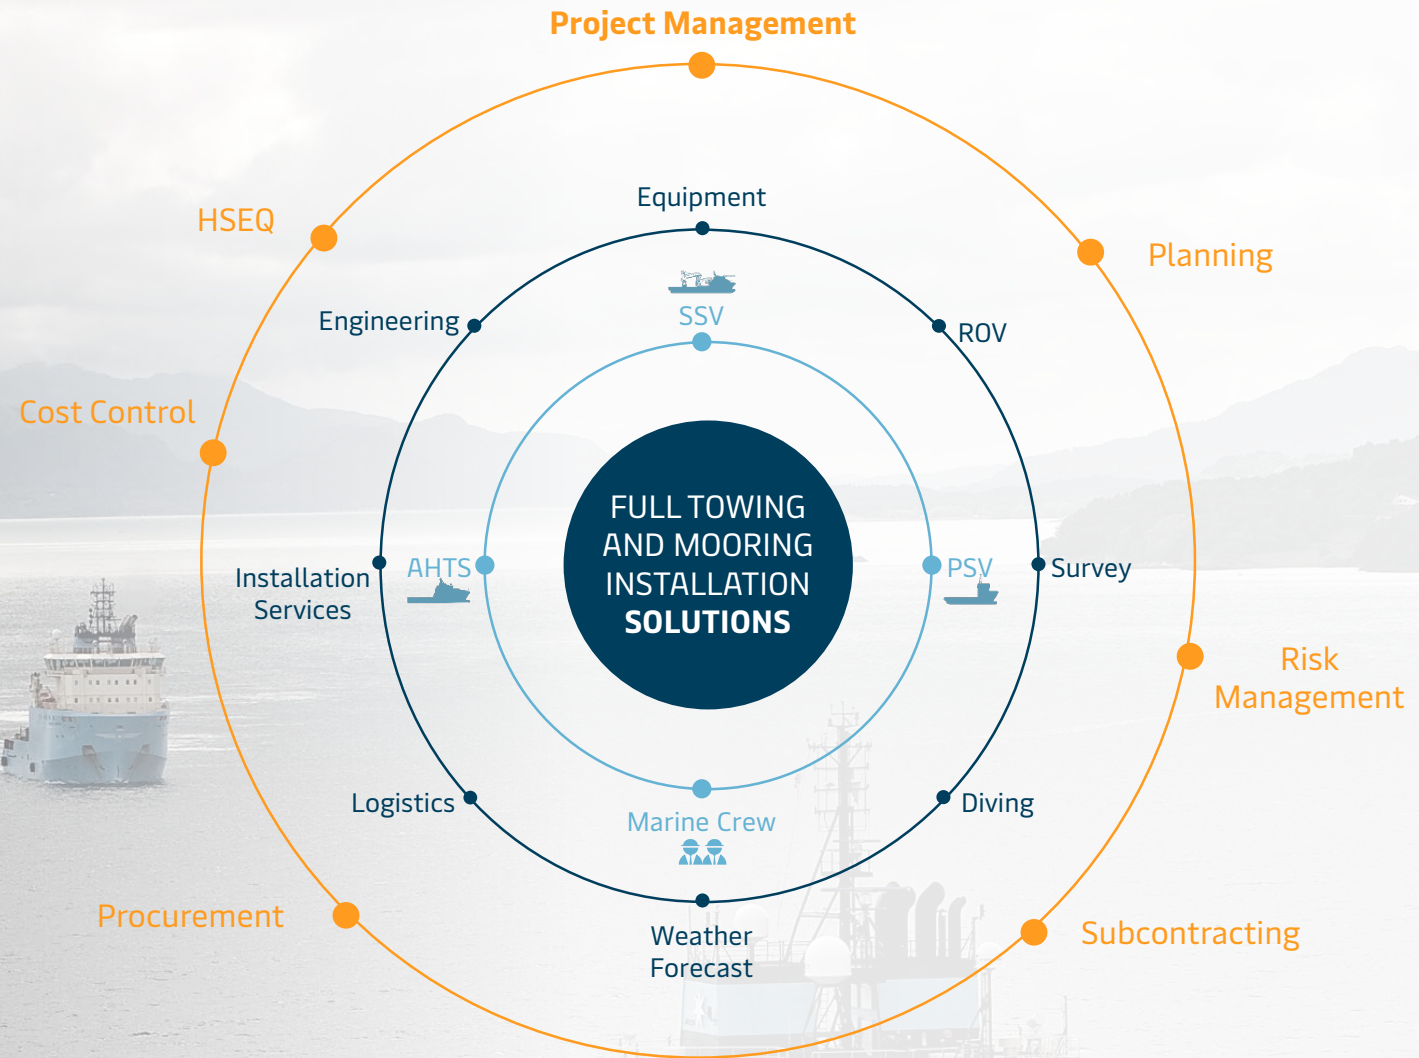 Project Management
HSEQ
Equipment
Planning
Engineering
SSV
ROV
Cost Control
FULL TOWING
AND MOORING
INSTALLATION
SOLUTIONS
Installation
Services
AHTS
PSV
Survey
Risk
Management
Logistics
Marine Crew
Diving
Procurement
Weather
Forecast
Subcontracting